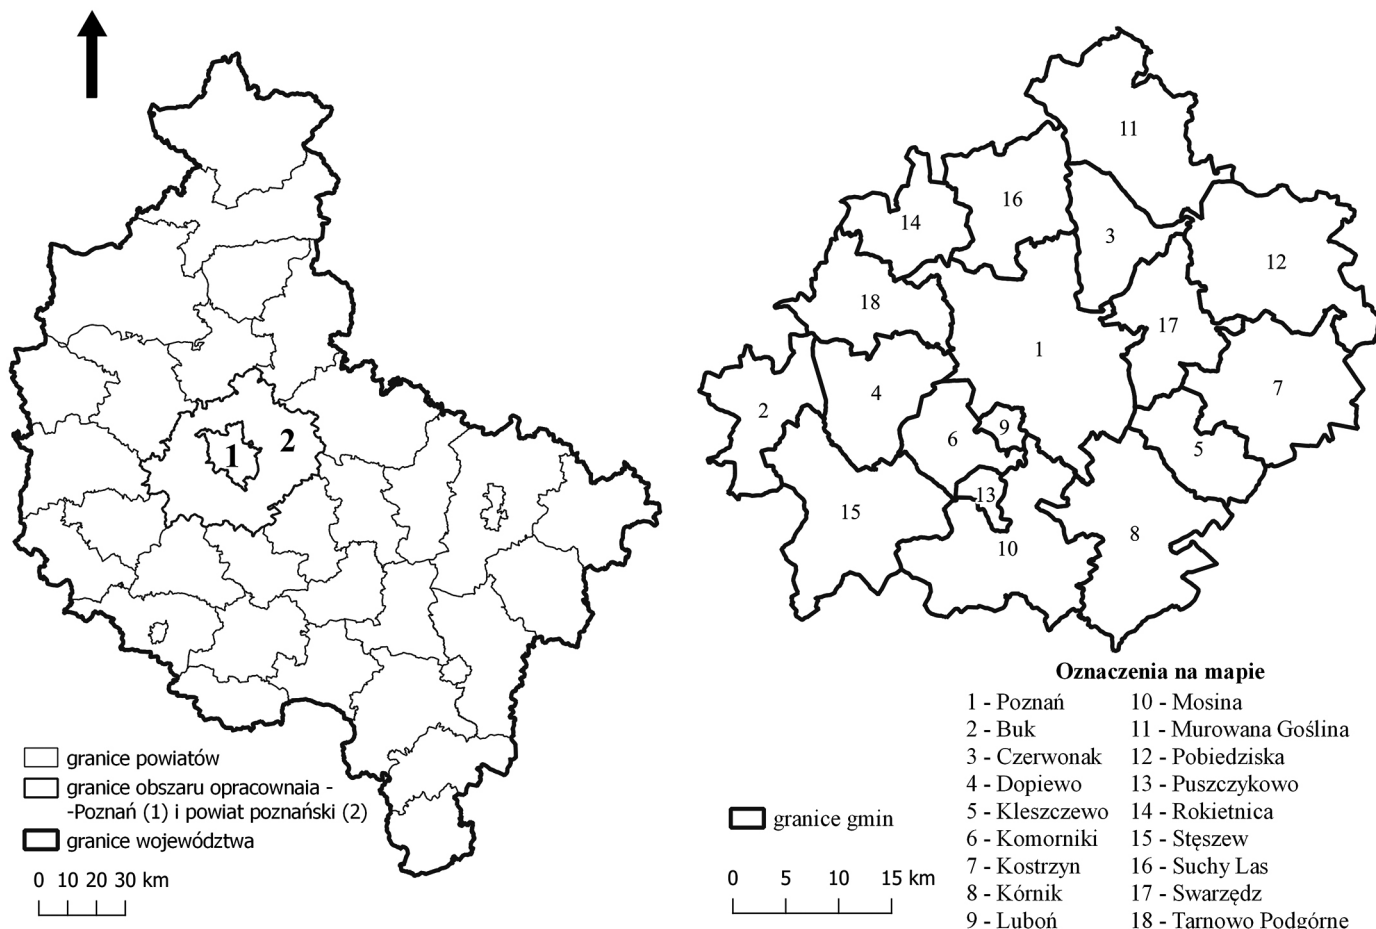 1
2
granice powiatów
granice obszaru opracownaia -
-Poznań (1) i powiat poznański (2)
granice województwa
0 10 20 30 km
11
16
14
3
12
18
17
1
7
4
2
9
6
5
13
15
10
8
granice gmin
0 5 10 15 km
Oznaczenia na mapie
1 - Poznań
2 - Buk
3 - Czerwonak
4 - Dopiewo
5 - Kleszczewo
6 - Komorniki
7 - Kostrzyn
8 - Kórnik
9 - Luboń
10 - Mosina
11 - Murowana Goślina
12 - Pobiedziska
13 - Puszczykowo
14 - Rokietnica
15 - Stęszew
16 - Suchy Las
17 - Swarzędz
18 - Tarnowo Podgórne